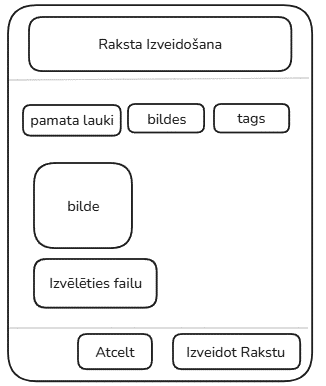 Raksta Izveidošana
pamata lauki bildes tags
bilde
Izvēlēties failu
Atcelt Izveidot Rakstu